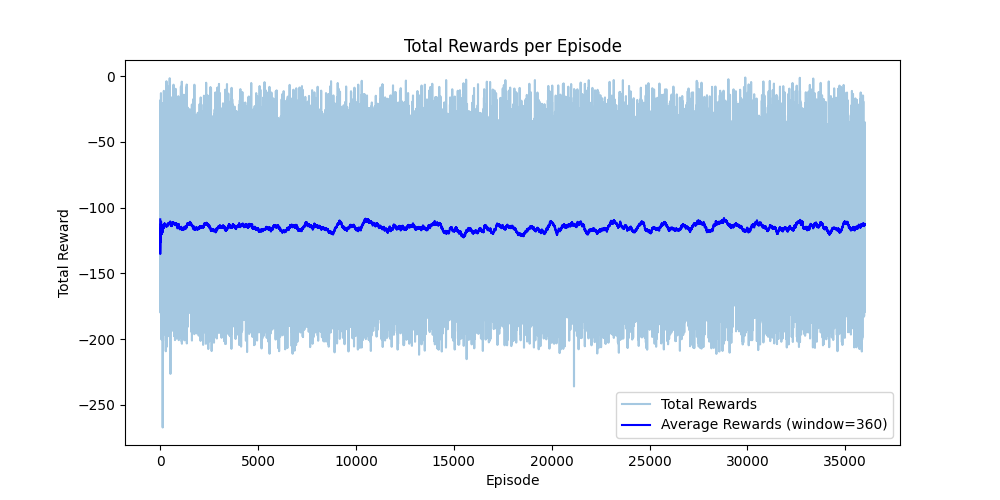 Total Rewards per Episode
Total Reward
0
−50
−100
−150
−200
−250
0
5000
10000
15000
20000
25000
30000
35000
Episode
Total Rewards
Average Rewards (window=360)